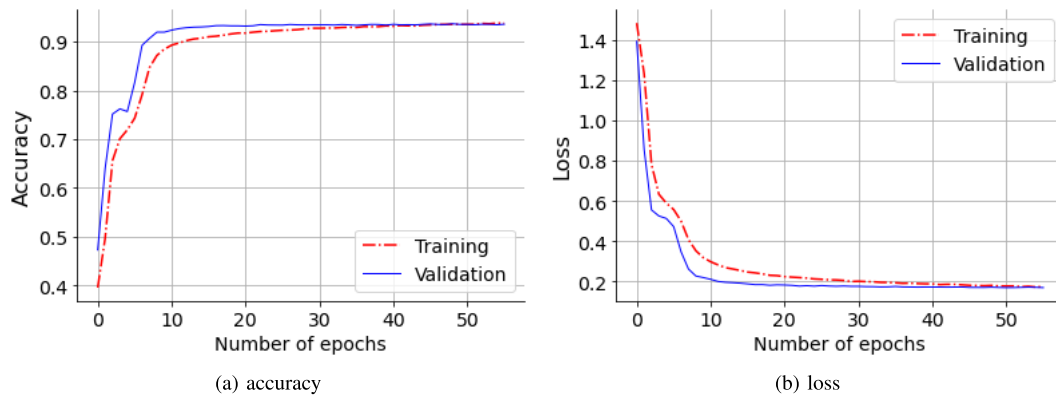 Accuracy
0.9
0.8
0.7
0.6
0.5
0.4
Training
Validation
0 10 20 30 40 50
Number of epochs
(a) accuracy
Loss
1.4
1.2
1.0
0.8
0.6
0.4
0.2
Training
Validation
0 10 20 30 40 50
Number of epochs
(b) loss